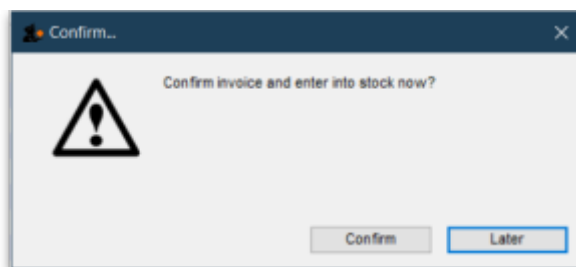 Confirm...
Confirm invoice and enter into stock now?
Confirm
Later